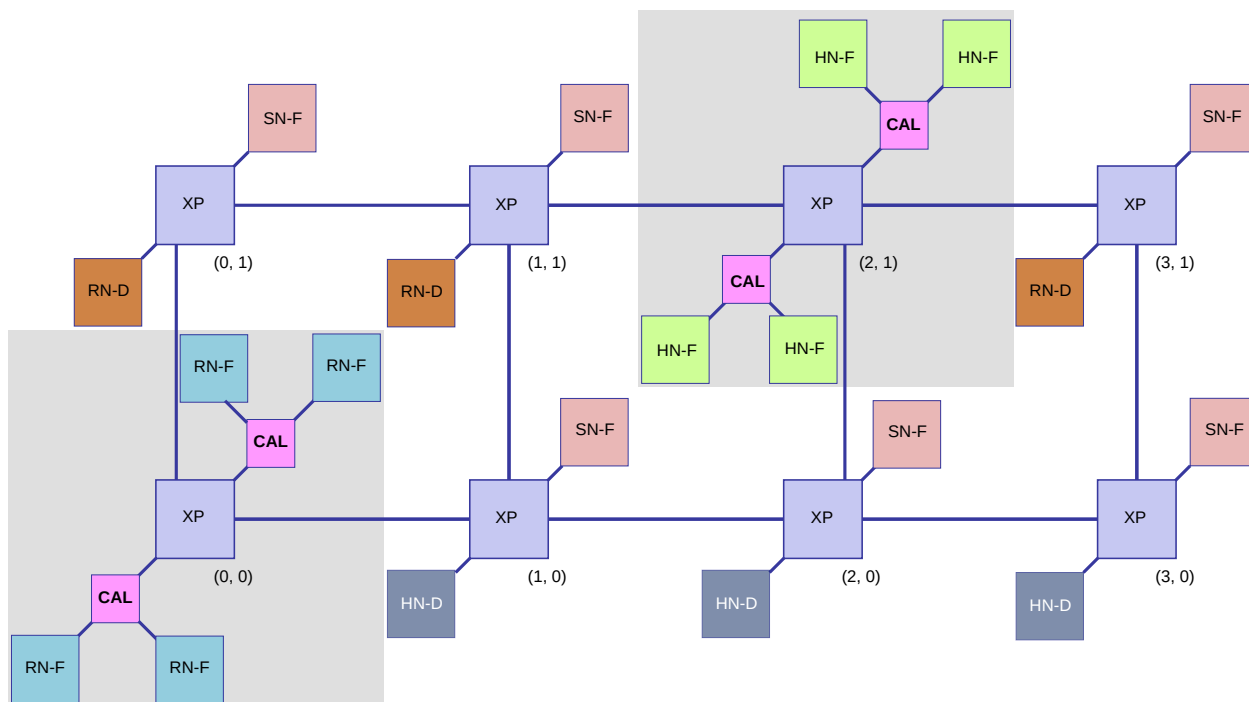 HN-F
HN-F
SN-F
SN-F
CAL
SN-F
XP
XP
XP
XP
(0, 1)
(1, 1)
(2, 1)
(3, 1)
RN-D
RN-D
CAL
RN-D
HN-F
HN-F
RN-F
RN-F
CAL
SN-F
SN-F
SN-F
XP
XP
XP
XP
(0, 0)
(1, 0)
(2, 0)
(3, 0)
CAL
HN-D
HN-D
HN-D
RN-F
RN-F